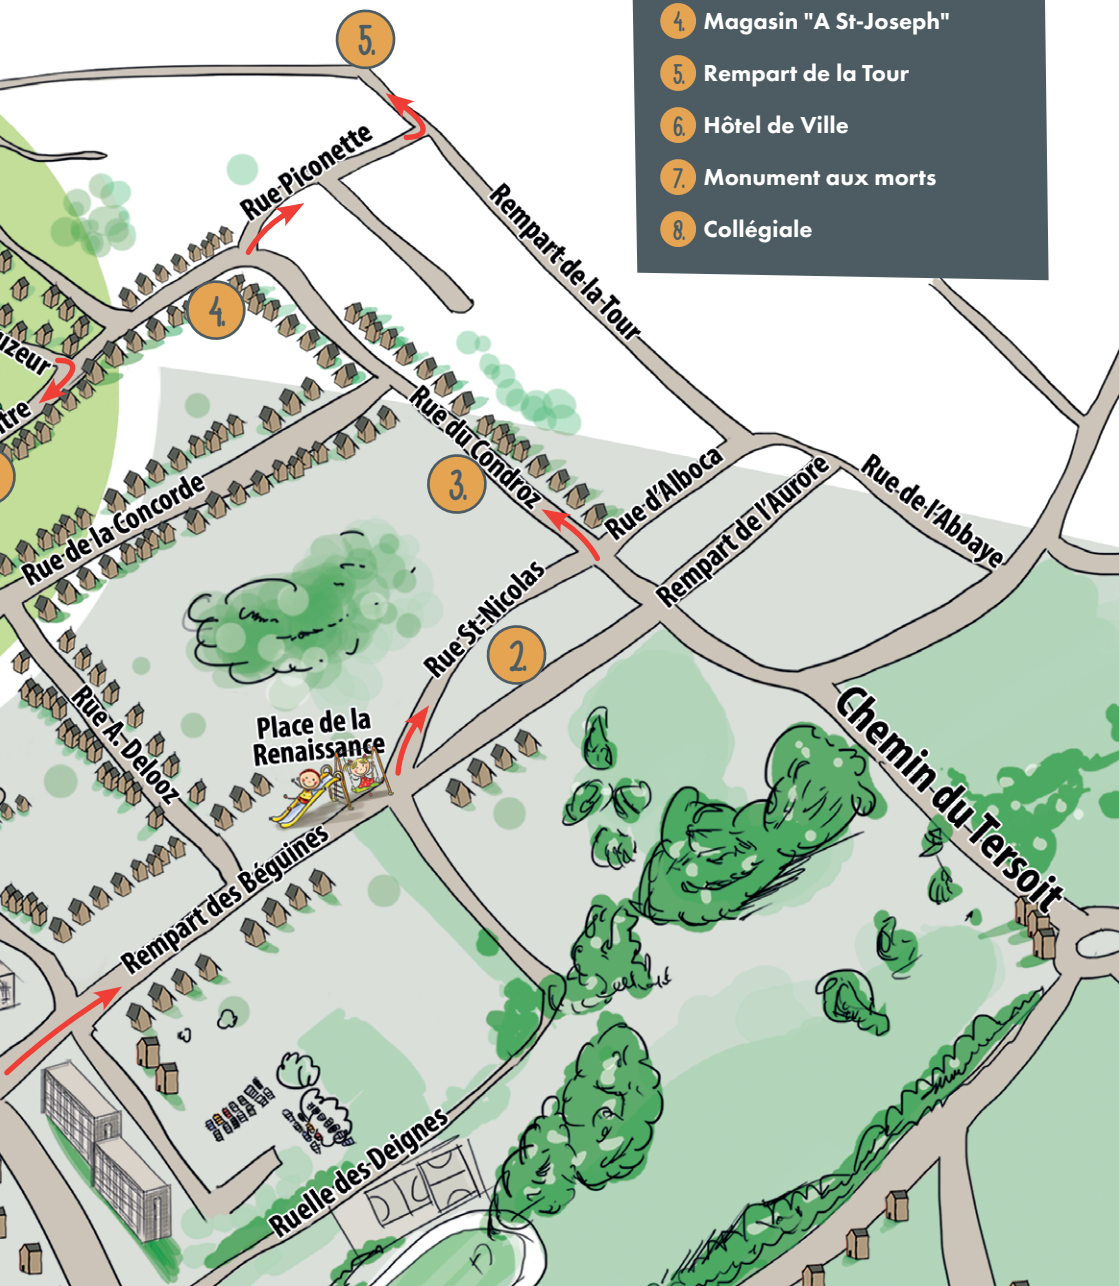 4. Magasin "A St-Joseph"
5. Rempart de la Tour
6. Hôtel de Ville
7. Monument aux morts
8. Collégiale
5.
Rue Piconette
Rempart de la Tour
4.
uzeur
tre
Rue du Condroz
3.
Rue d'Alboca
Rempart de l'Aurore
Rue de l'Abbaye
Rue de la Concorde
Rue St-Nicolas
2.
Rue A. Delooz
Place de la
Renaissance
Chemin du Tersoit
Rempart des Béguines
Ruelle des Deignes